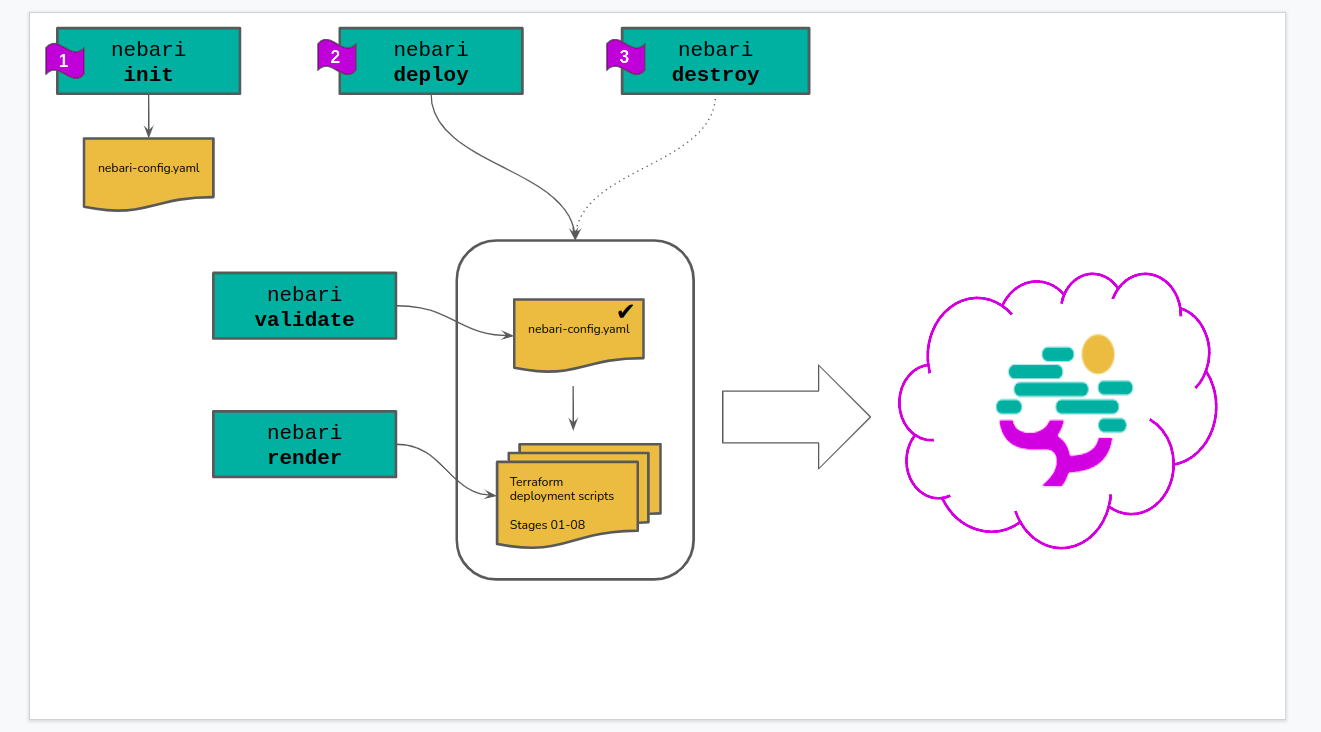 1
nebari
init
2
nebari
deploy
3
nebari
destroy
nebari-config.yaml
nebari
validate
✔
nebari-config.yaml
nebari
render
Terraform
deployment scripts
Stages 01-08